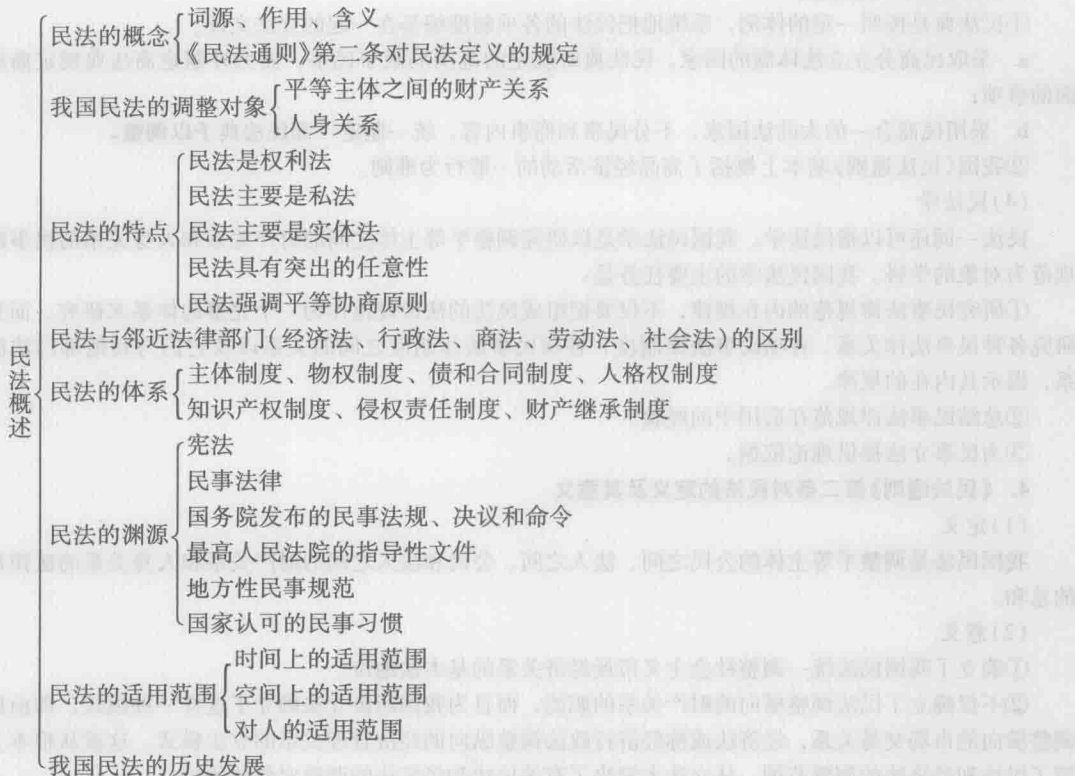 民法概述
民法的概念
词源、作用、含义
《民法通则》第二条对民法定义的规定
我国民法的调整对象
平等主体之间的财产关系
人身关系
民法的特点
民法是权利法
民法主要是私法
民法主要是实体法
民法具有突出的任意性
民法强调平等协商原则
民法与邻近法律部门(经济法、行政法、商法、劳动法、社会法)的区别
民法的体系
主体制度、物权制度、债和合同制度、人格权制度
知识产权制度、侵权责任制度、财产继承制度
民法的渊源
宪法
民事法律
国务院发布的民事法规、决议和命令
最高人民法院的指导性文件
地方性民事规范
国家认可的民事习惯
民法的适用范围
时间上的适用范围
空间上的适用范围
对人的适用范围
我国民法的历史发展